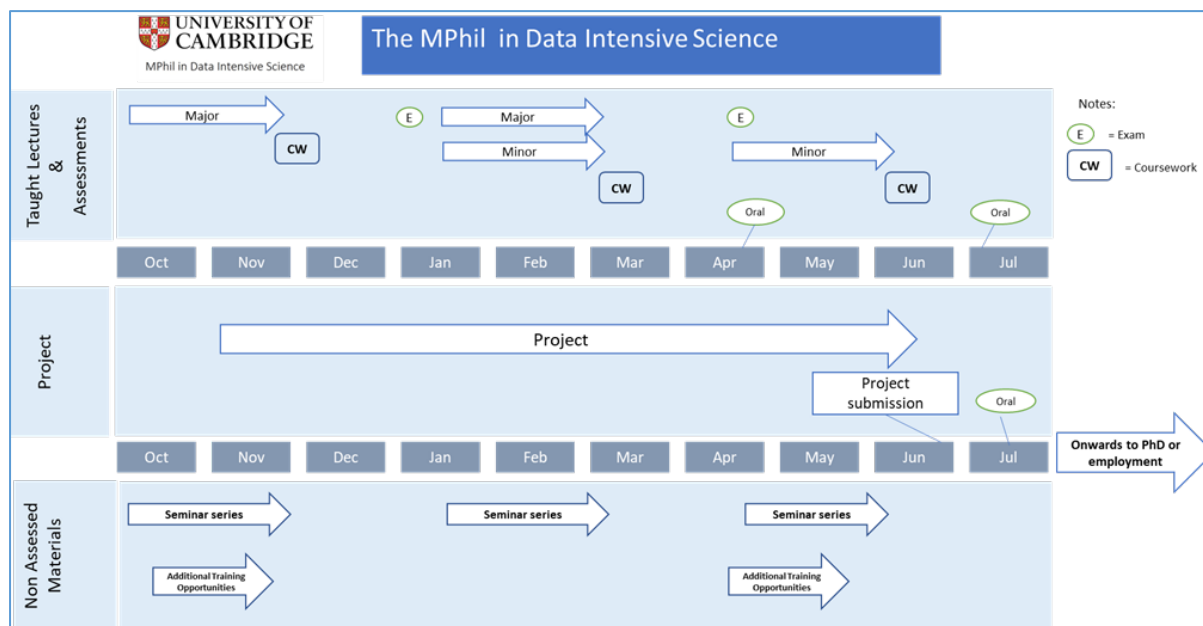 UNIVERSITY OF
CAMBRIDGE
MPhil in Data Intensive Science
The MPhil in Data Intensive Science
Taught Lectures
&
Assessments
Major
CW
E
Major
Minor
CW
E
Minor
CW
Oral
Oral
Notes:
E = Exam
CW = Coursework
Oct Nov Dec Jan Feb Mar Apr May Jun Jul
Project
Project
Project
submission
Oral
Oct Nov Dec Jan Feb Mar Apr May Jun Jul
Onwards to PhD or
employment
Non Assessed
Materials
Seminar series
Seminar series
Seminar series
Additional Training
Opportunities
Additional Training
Opportunities